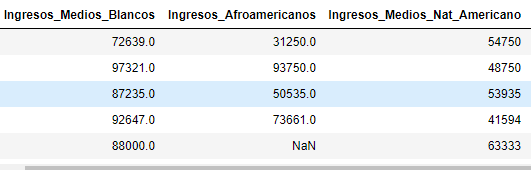 Ingresos_Medios_Blancos Ingresos_Afroamericanos Ingresos_Medios_Nat_Americano
72639.0 31250.0 54750
97321.0 93750.0 48750
87235.0 50535.0 53935
92647.0 73661.0 41594
88000.0 NaN 63333